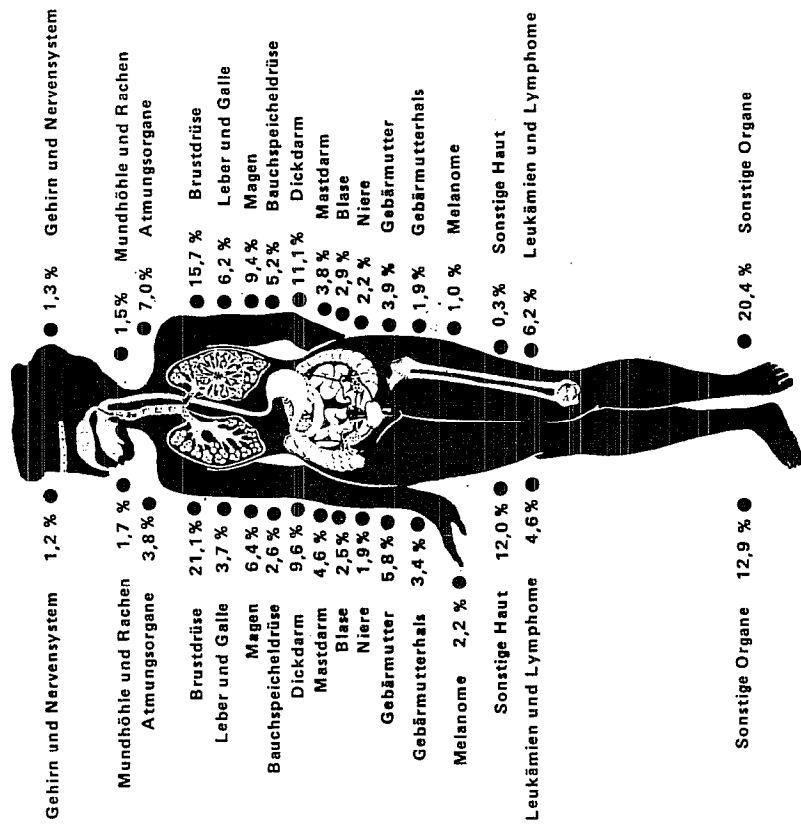 Gehirn und Nervensystem 1,2 % 1,3% Gehirn und Nervensystem
Mundhöhle und Rachen 1,7 % 1,5% Mundhöhle und Rachen
Atmungsorgane 3,8% 7,0% Atmungsorgane
Brustdrüse 21,1% 15,7 % Brustdrüse
Leber und Galle 3,7% 6,2 % Leber und Galle
Magen 6,4% 9,4 % Magen
Bauchspeicheldrüse 2,6% 5,2% Bauchspeicheldrüse
Dickdarm 9,6% 11,1% Dickdarm
Mastdarm 4,6 % 3,8 % Mastdarm
Blase 2,5% 2,9 % Blase
Niere 1,9% 2,2 % Niere
Gebärmutter 5,8 % 3,9 % Gebärmutter
Gebärmutterhals 3,4 % 1,9 % Gebärmutterhals
Melanome 2,2 % 1,0 % Melanome
Sonstige Haut 12,0 % 0,3 % Sonstige Haut
Leukämien und Lymphome 4,6% 6,2 % Leukämien und Lymphome
Sonstige Organe 12,9 % 20,4 % Sonstige Organe